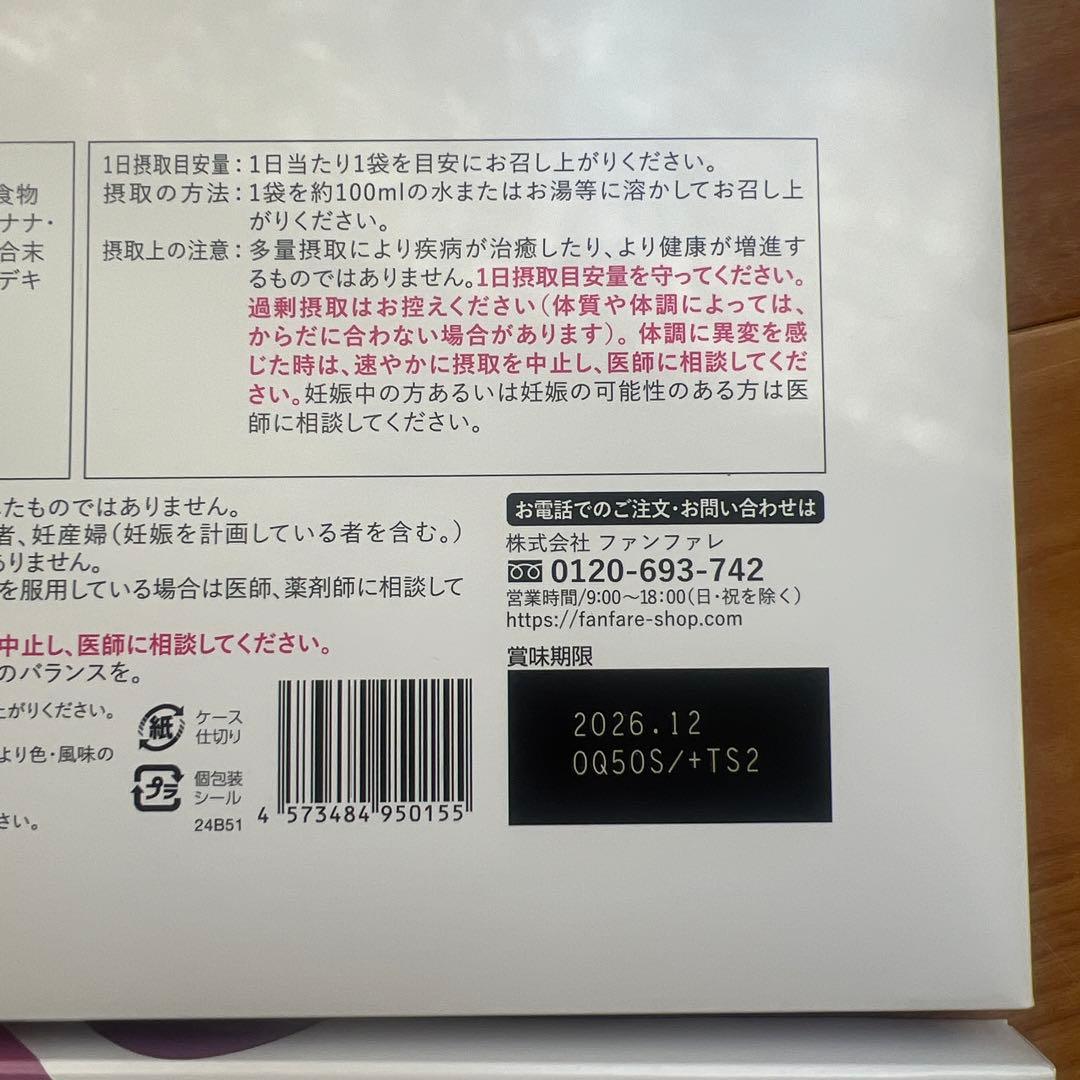 食物
ナナ・
合末
デキ
1日摂取目安量：1日当たり1袋を目安にお召し上がりください。
摂取の方法：1袋を約100mlの水またはお湯等に溶かしてお召し上
がりください。
摂取上の注意：多量摂取により疾病が治癒したり、より健康が増進す
るものではありません。1日摂取目安量を守ってください。
過剰摂取はお控えください（体質や体調によっては、
からだに合わない場合があります）。体調に異変を感
じた時は、速やかに摂取を中止し、医師に相談してくだ
さい。妊娠中の方あるいは妊娠の可能性のある方は医
師に相談してください。
たものではありません。
者、妊産婦（妊娠を計画している者を含む。）
ありません。
を服用している場合は医師、薬剤師に相談して
中止し、医師に相談してください。
のバランスを。
上がりください。
より色・風味の
さい。
紙
ケース
仕切り
プラ
個包装
シール
24B51
4 573484 950155
お電話でのご注文・お問い合わせは
株式会社 ファンファレ
0120-693-742
営業時間/9:00〜18:00（日・祝を除く）
https://fanfare-shop.com
賞味期限
2026.12
0Q50S/+TS2